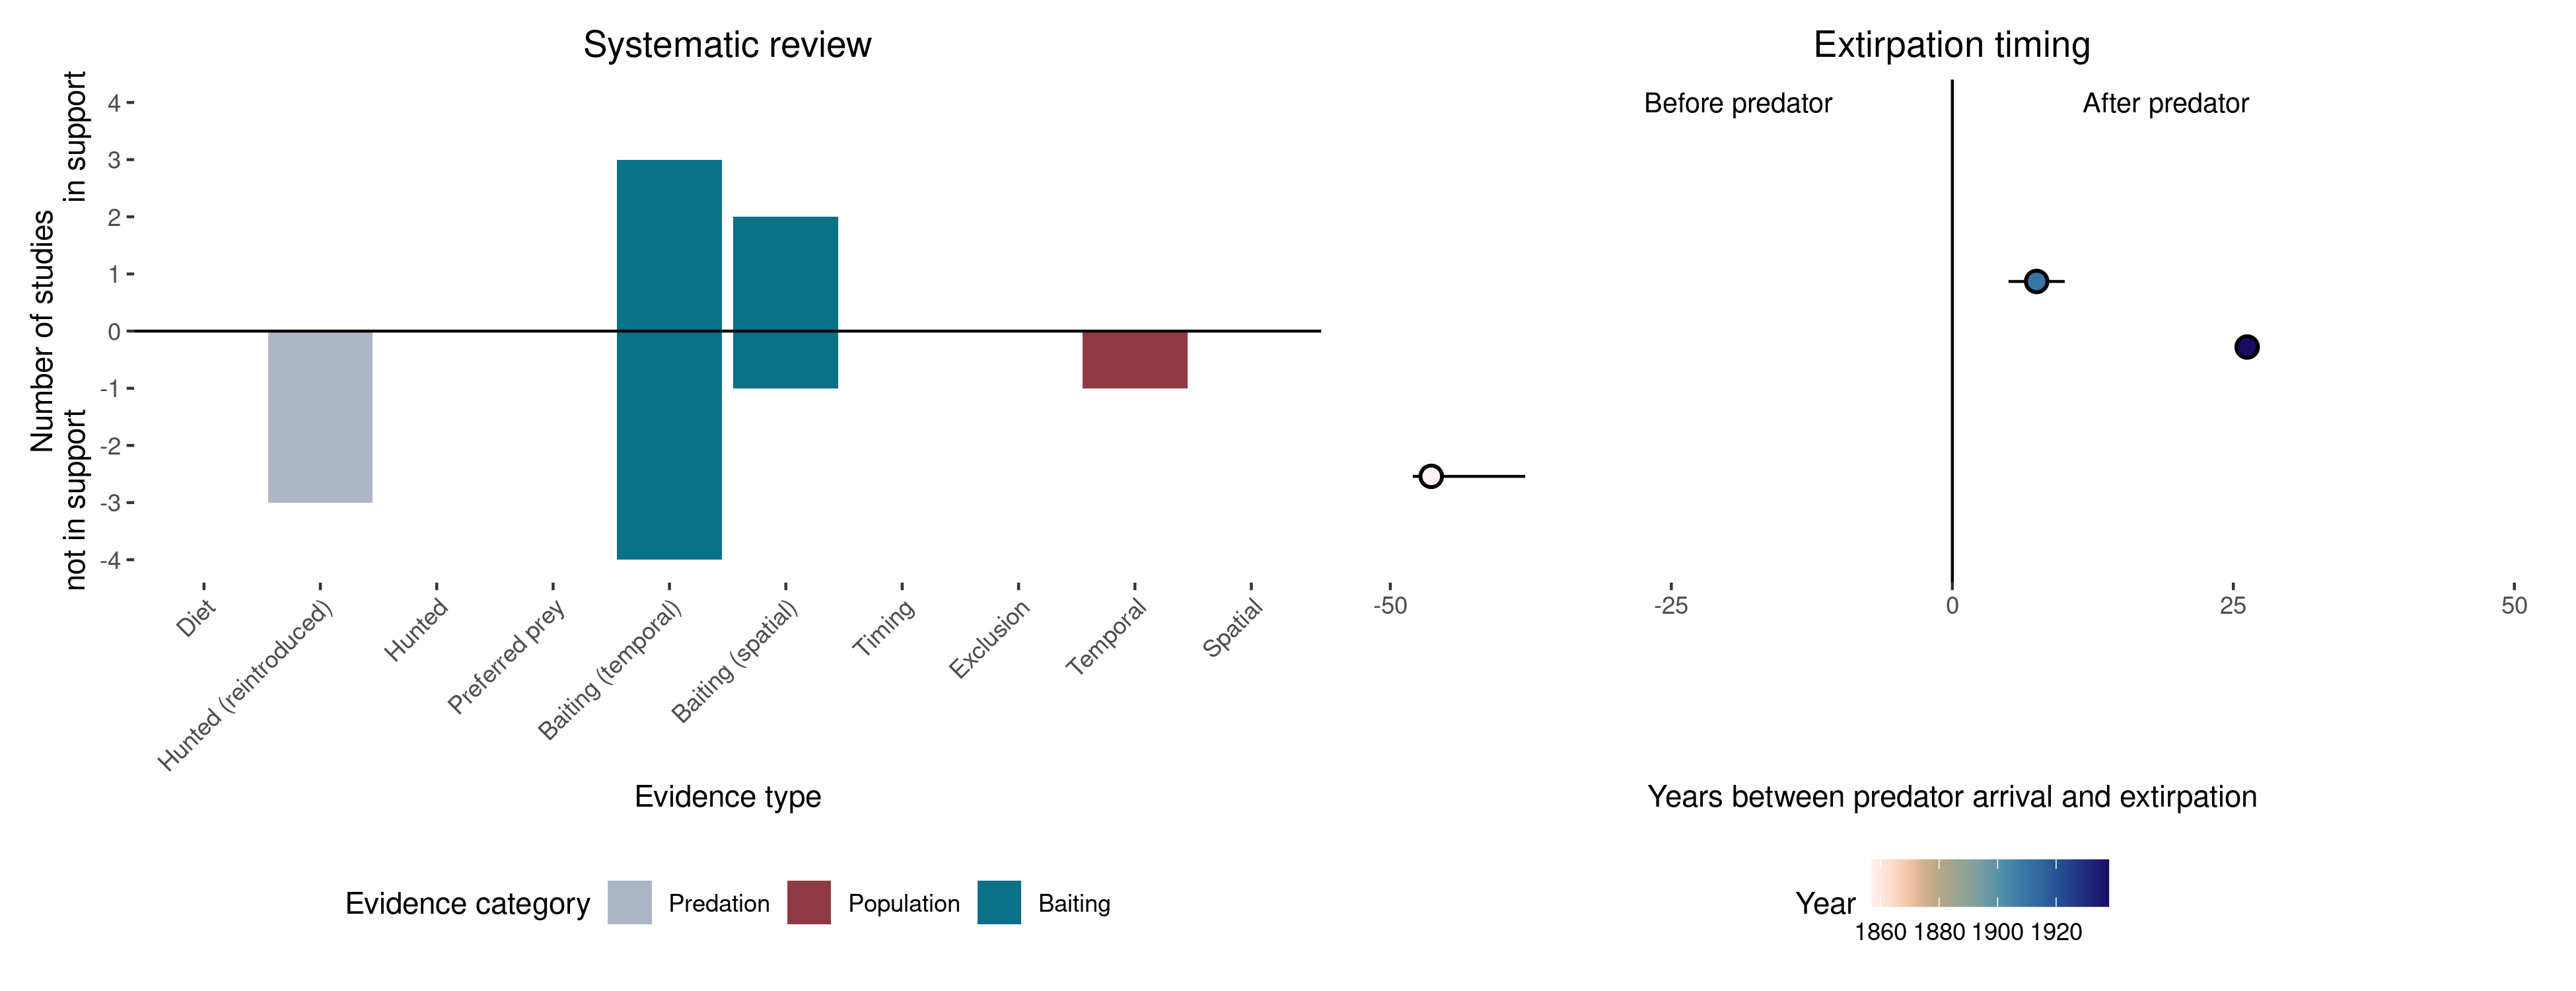 Systematic review
Number of studies
not in support
in support
4
3
2
1
0
-1
-2
-3
-4
Diet
Hunted (reintroduced)
Hunted
Preferred prey
Baiting (temporal)
Baiting (spatial)
Timing
Exclusion
Temporal
Spatial
Evidence type
Evidence category
Predation
Population
Baiting
Extirpation timing
Before predator
After predator
-50
-25
0
25
50
Years between predator arrival and extirpation
Year
1860 1880 1900 1920